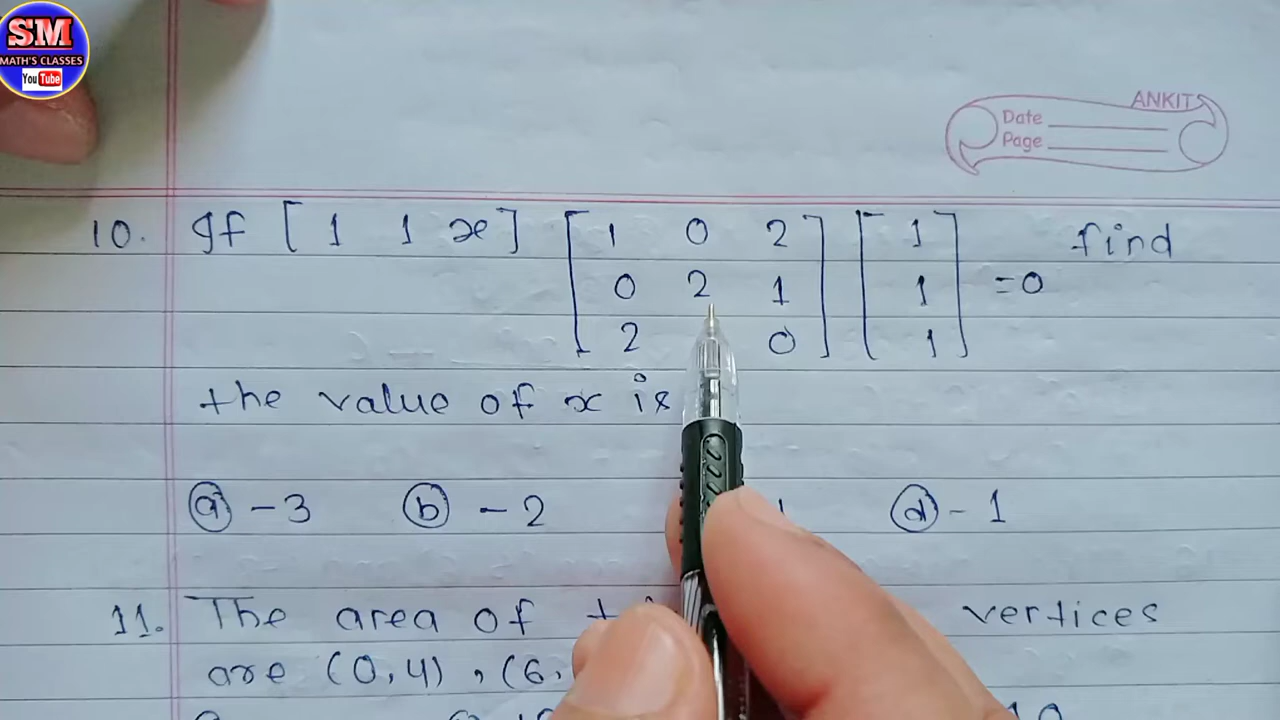 SM
MATH'S CLASSES
YouTube
ANKIT
Date
Page
10. If [ 1 1 x ] [ 1 0 2 ] [ 1 ] find
0 2 1 1 = 0
2 0 1
the value of x is
(a) -3 (b) -2 1 (d) -1
11. The area of vertices
are (0,4), (6,